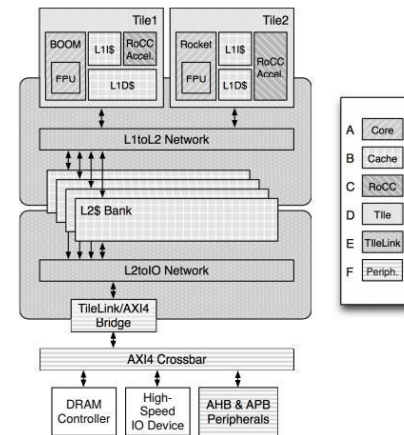 Tile1
Tile2
BOOM
L1I$
RoCC
Accel.
FPU
L1D$
Rocket
L1I$
RoCC
Accel.
FPU
L1D$
L1toL2 Network
L2$ Bank
L2toIO Network
TileLink/AXI4
Bridge
AXI4 Crossbar
DRAM
Controller
High-
Speed
IO Device
AHB & APB
Peripherals
A Core
B Cache
C RoCC
D Tile
E TileLink
F Periph.